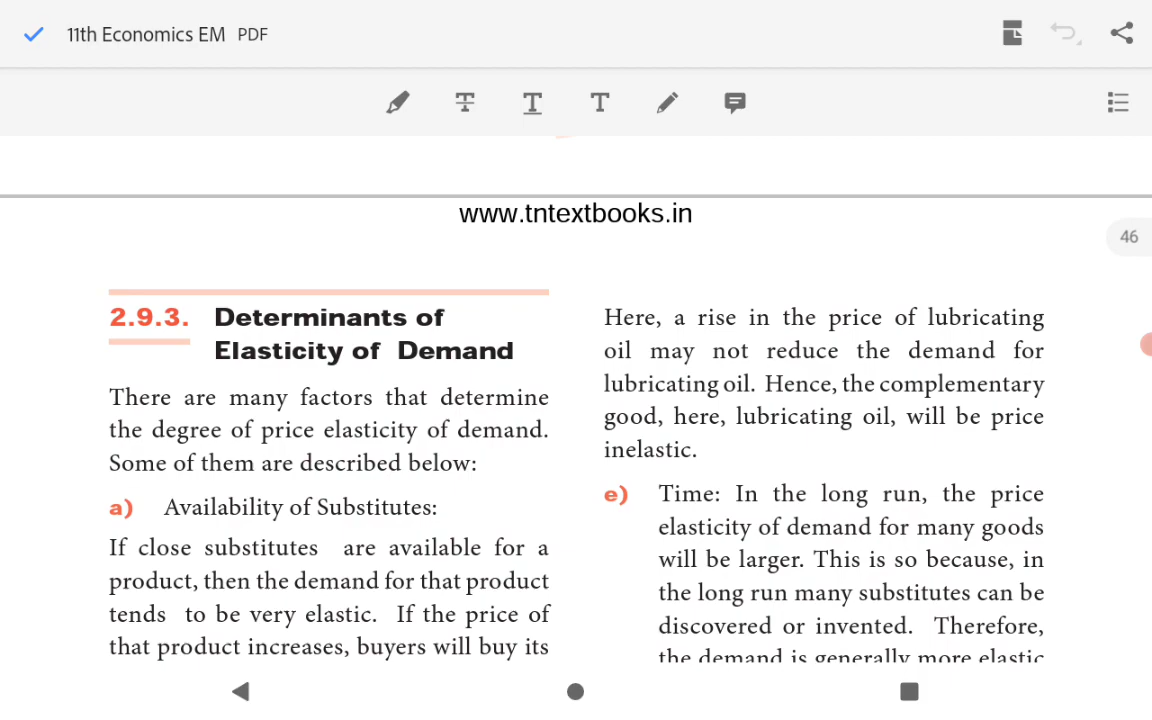 11th Economics EM PDF
www.tntextbooks.in
46
2.9.3. Determinants of
Elasticity of Demand
There are many factors that determine
the degree of price elasticity of demand.
Some of them are described below:
a) Availability of Substitutes:
If close substitutes are available for a
product, then the demand for that product
tends to be very elastic. If the price of
that product increases, buyers will buy its
Here, a rise in the price of lubricating
oil may not reduce the demand for
lubricating oil. Hence, the complementary
good, here, lubricating oil, will be price
inelastic.
e) Time: In the long run, the price
elasticity of demand for many goods
will be larger. This is so because, in
the long run many substitutes can be
discovered or invented. Therefore,
the demand is generally more elastic